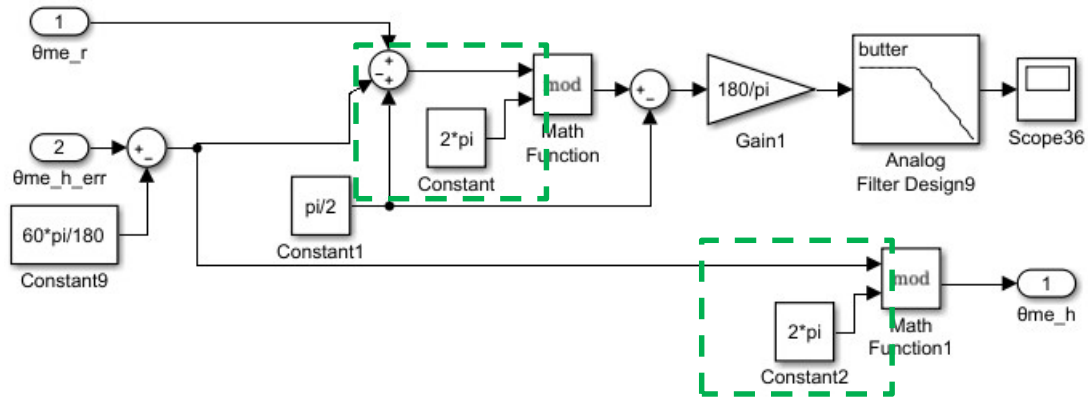 1
θme_r
2
θme_h_err
60*pi/180
Constant9
pi/2
Constant1
2*pi
Constant
mod
Math
Function
180/pi
Gain1
butter
Analog
Filter Design9
Scope36
2*pi
Constant2
mod
Math
Function1
1
θme_h